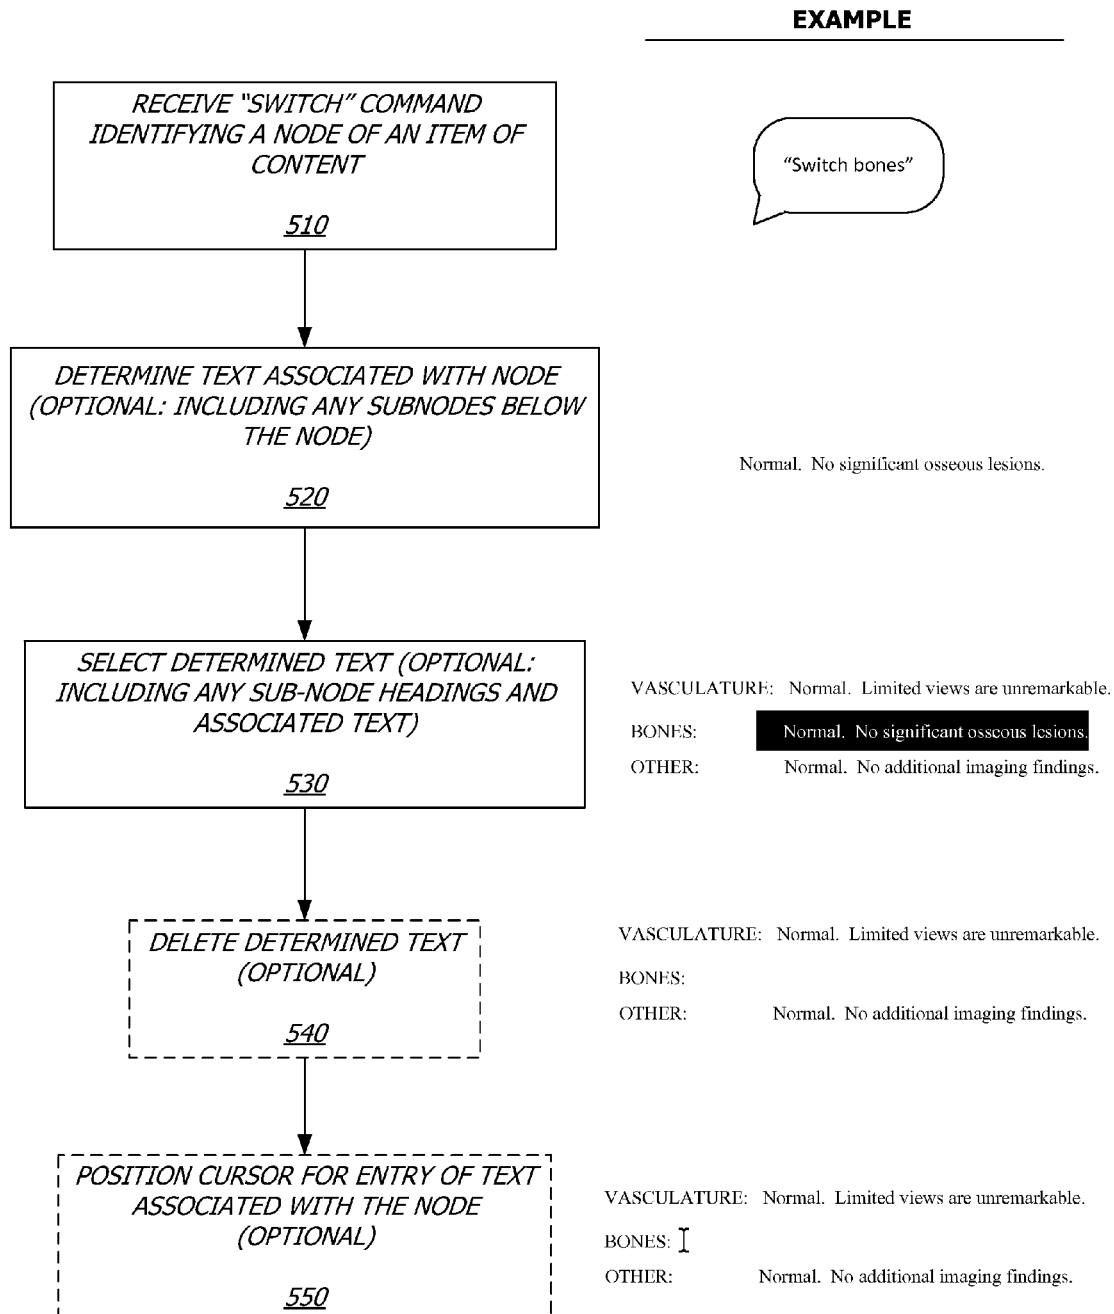 EXAMPLE
RECEIVE “SWITCH” COMMAND
IDENTIFYING A NODE OF AN ITEM OF
CONTENT
510
“Switch bones”
DETERMINE TEXT ASSOCIATED WITH NODE
(OPTIONAL: INCLUDING ANY SUBNODES BELOW
THE NODE)
520
Normal. No significant osseous lesions.
SELECT DETERMINED TEXT (OPTIONAL:
INCLUDING ANY SUB-NODE HEADINGS AND
ASSOCIATED TEXT)
530
VASCULATURE: Normal. Limited views are unremarkable.
BONES: Normal. No significant osseous lesions.
OTHER: Normal. No additional imaging findings.
DELETE DETERMINED TEXT
(OPTIONAL)
540
VASCULATURE: Normal. Limited views are unremarkable.
BONES:
OTHER: Normal. No additional imaging findings.
POSITION CURSOR FOR ENTRY OF TEXT
ASSOCIATED WITH THE NODE
(OPTIONAL)
550
VASCULATURE: Normal. Limited views are unremarkable.
BONES:
OTHER: Normal. No additional imaging findings.